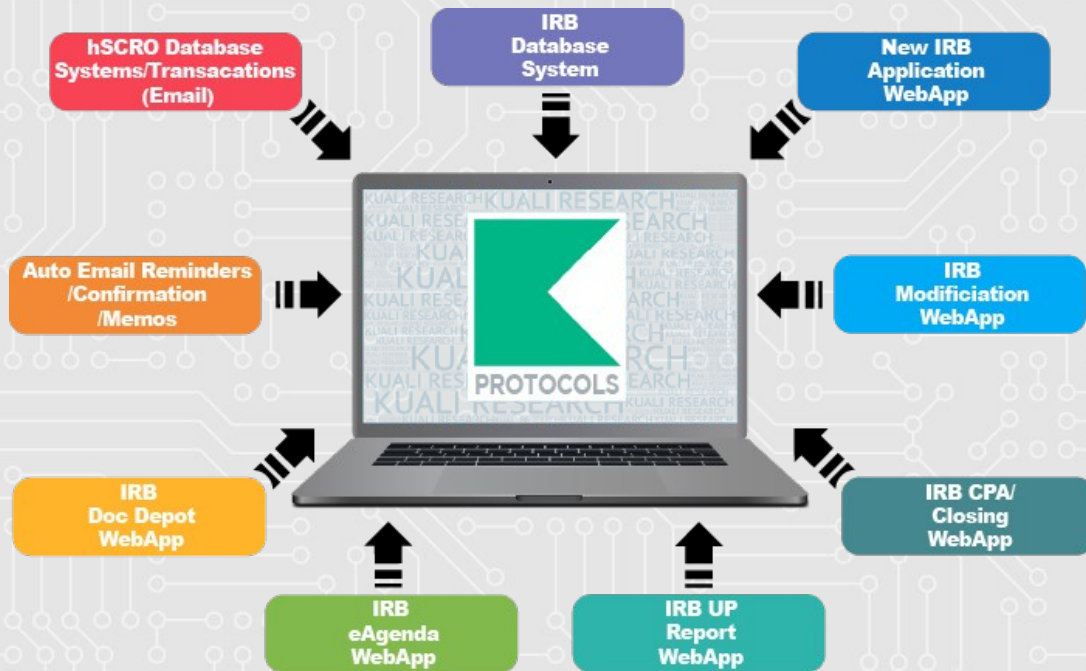 IRB
Database
System
hSCRO Database
Systems/Transacations
(Email)
New IRB
Application
WebApp
KUALI RESEARCH
PROTOCOLS
Auto Email Reminders
/Confirmation
/Memos
IRB
Modificiation
WebApp
IRB
Doc Depot
WebApp
IRB CPA/
Closing
WebApp
IRB
eAgenda
WebApp
IRB UP
Report
WebApp